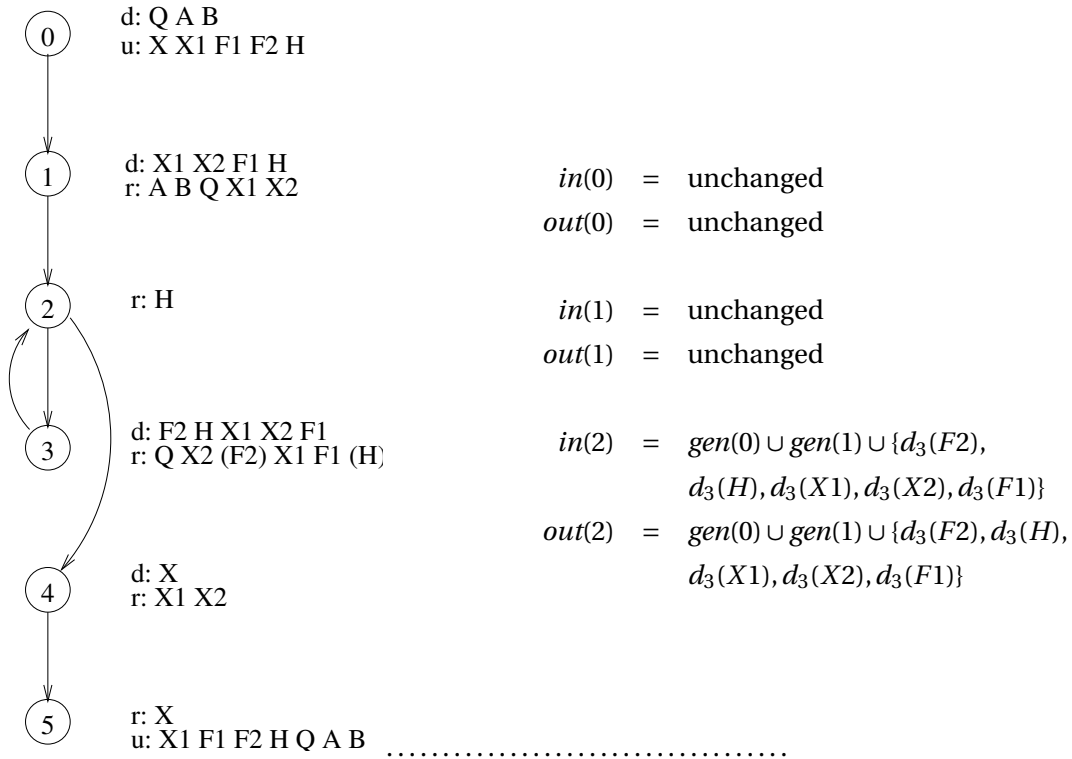 0
d: Q A B
u: X X1 F1 F2 H
1
d: X1 X2 F1 H
r: A B Q X1 X2
2
r: H
3
d: F2 H X1 X2 F1
r: Q X2 (F2) X1 F1 (H)
4
d: X
r: X1 X2
5
r: X
u: X1 F1 F2 H Q A B ....................................
in(0) = unchanged
out(0) = unchanged
in(1) = unchanged
out(1) = unchanged
in(2) = gen(0) ∪ gen(1) ∪ {d₃(F2),
d₃(H), d₃(X1), d₃(X2), d₃(F1)}
out(2) = gen(0) ∪ gen(1) ∪ {d₃(F2), d₃(H),
d₃(X1), d₃(X2), d₃(F1)}